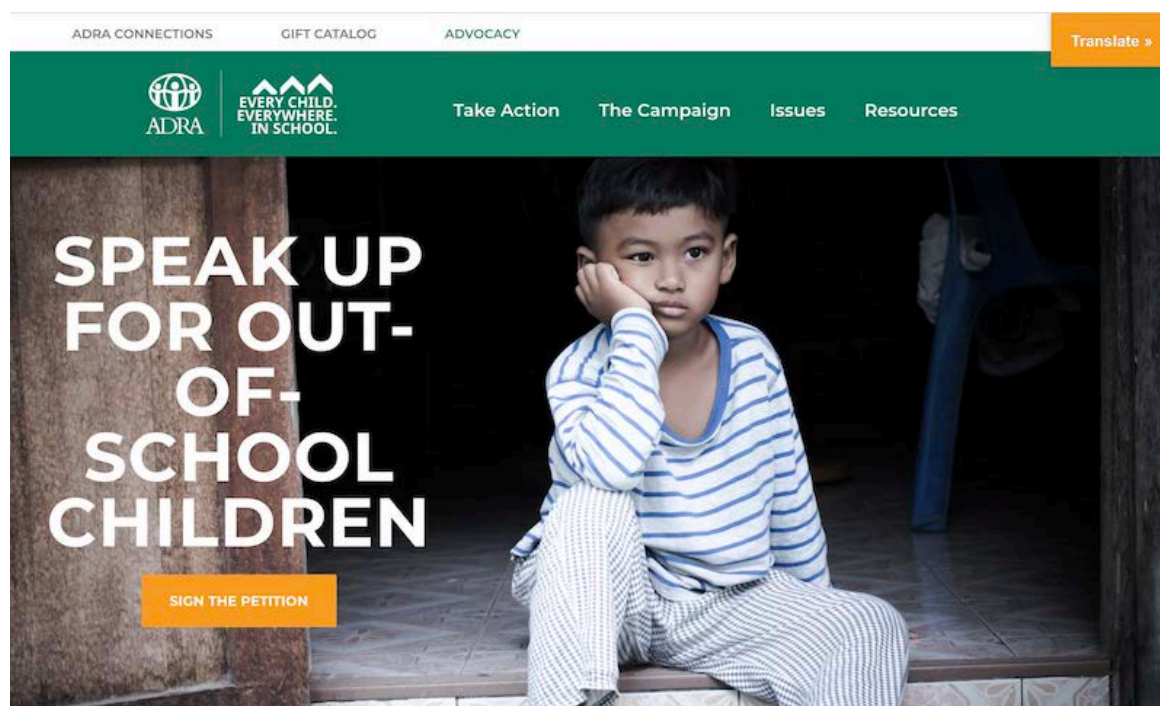 ADRA CONNECTIONS GIFT CATALOG ADVOCACY
Translate »
ADRA
EVERY CHILD.
EVERYWHERE.
IN SCHOOL.
Take Action The Campaign Issues Resources
SPEAK UP
FOR OUT-
OF-
SCHOOL
CHILDREN
SIGN THE PETITION